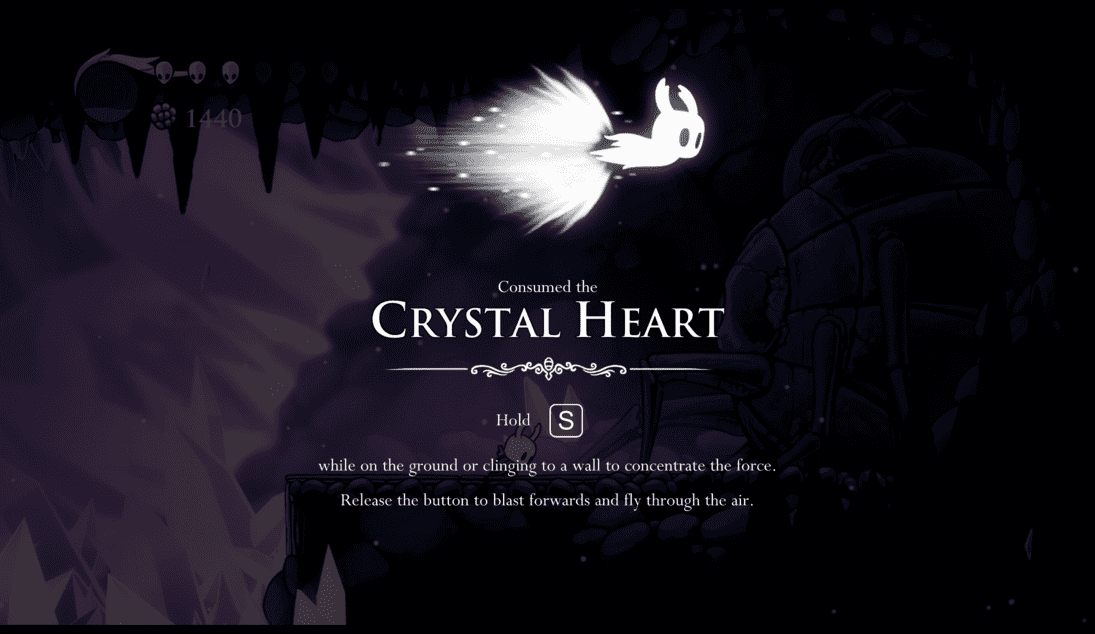 1440
Consumed the
CRYSTAL HEART
Hold S
while on the ground or clinging to a wall to concentrate the force.
Release the button to blast forwards and fly through the air.